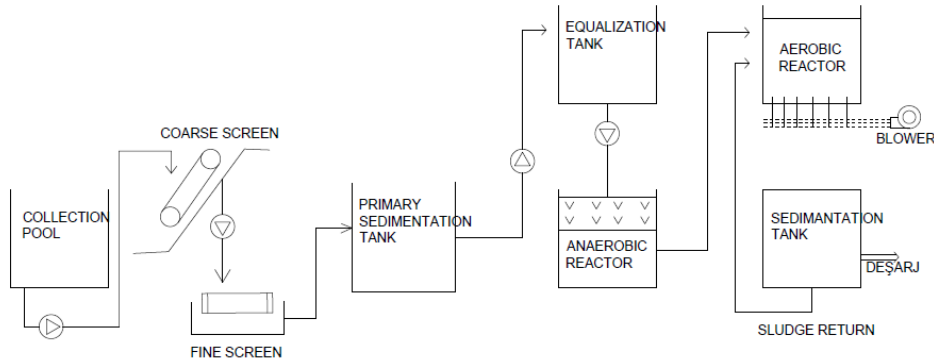 COLLECTION
POOL
COARSE SCREEN
FINE SCREEN
PRIMARY
SEDIMENTATION
TANK
EQUALIZATION
TANK
ANAEROBIC
REACTOR
AEROBIC
REACTOR
BLOWER
SEDIMANTATION
TANK
DEŞARJ
SLUDGE RETURN